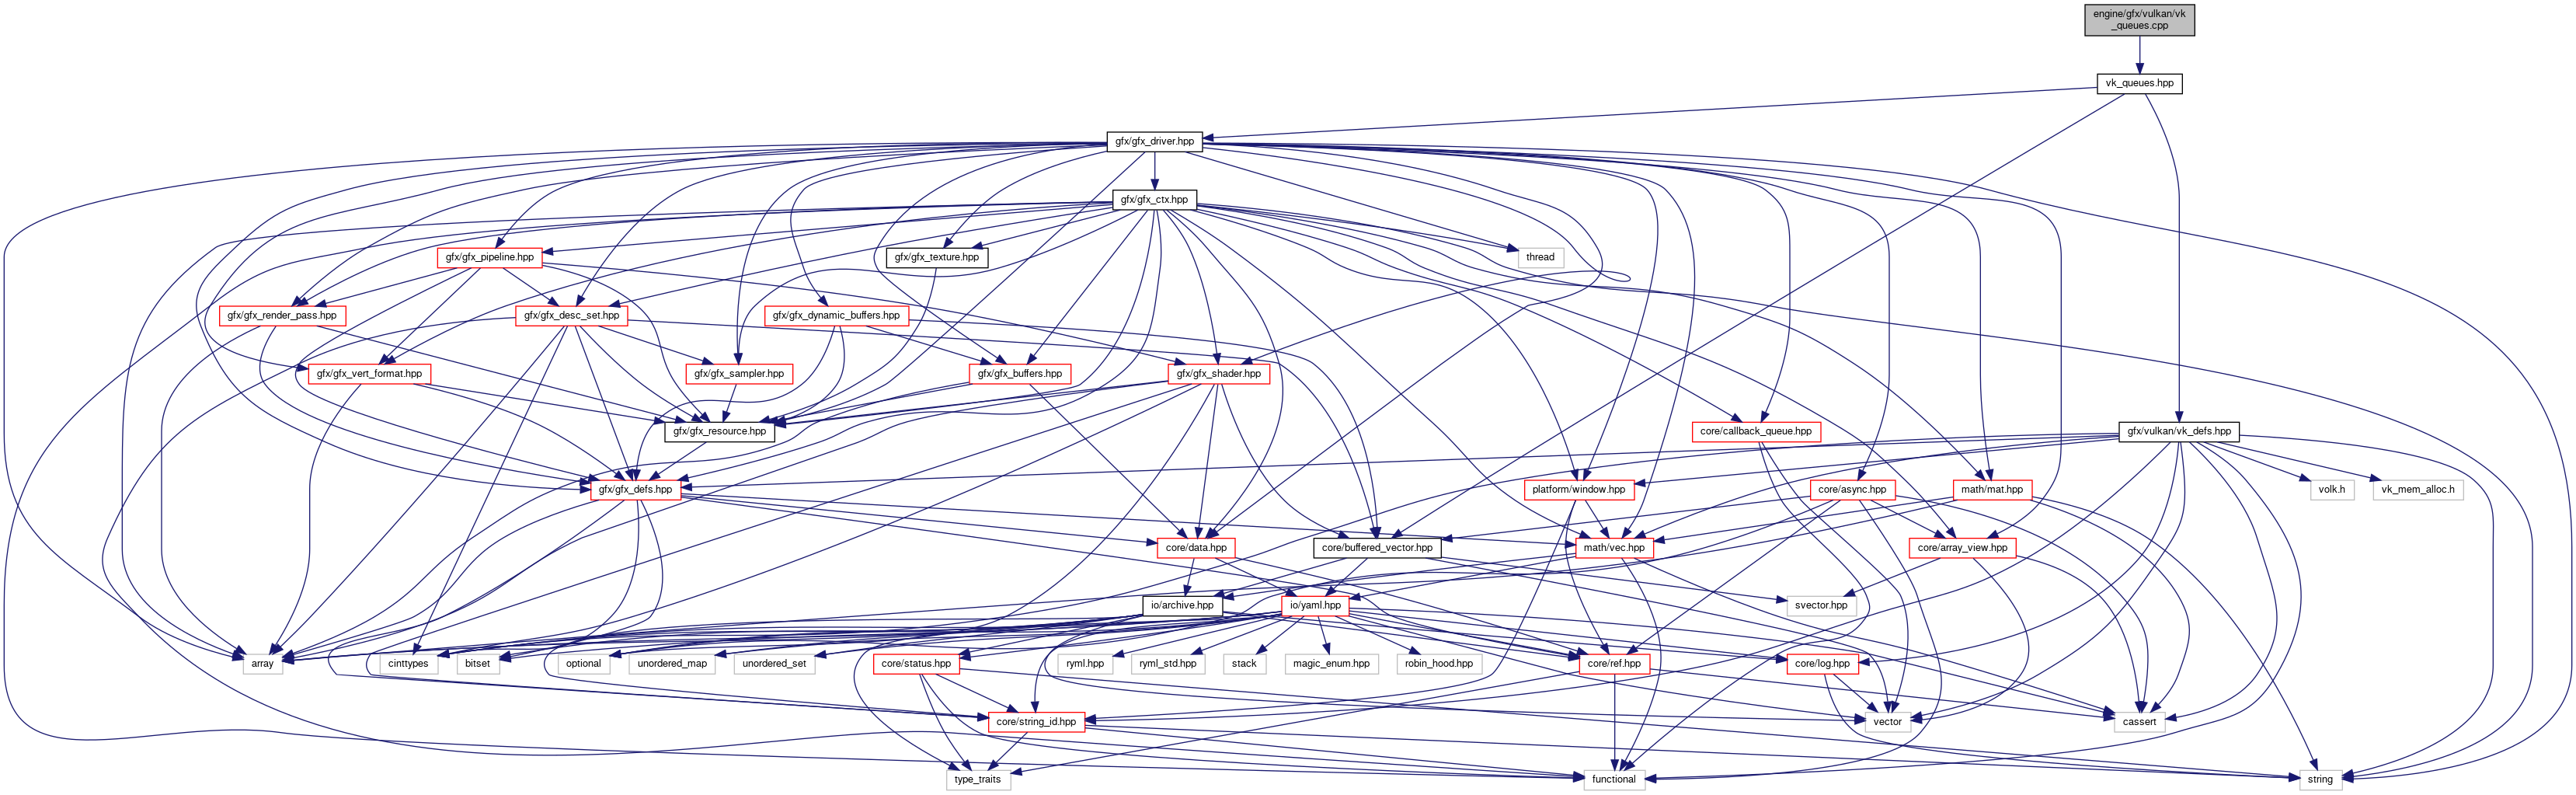 engine/gfx/vulkan/vk
_queues.cpp
vk_queues.hpp
gfx/gfx_driver.hpp
gfx/gfx_ctx.hpp
gfx/gfx_pipeline.hpp
gfx/gfx_texture.hpp
thread
gfx/gfx_render_pass.hpp
gfx/gfx_desc_set.hpp
gfx/gfx_dynamic_buffers.hpp
gfx/gfx_vert_format.hpp
gfx/gfx_sampler.hpp
gfx/gfx_buffers.hpp
gfx/gfx_shader.hpp
gfx/gfx_resource.hpp
core/callback_queue.hpp
gfx/vulkan/vk_defs.hpp
gfx/gfx_defs.hpp
platform/window.hpp
core/async.hpp
math/mat.hpp
volk.h
vk_mem_alloc.h
core/data.hpp
core/buffered_vector.hpp
math/vec.hpp
core/array_view.hpp
io/archive.hpp
io/yaml.hpp
svector.hpp
array
cinttypes
bitset
optional
unordered_map
unordered_set
core/status.hpp
ryml.hpp
ryml_std.hpp
stack
magic_enum.hpp
robin_hood.hpp
core/ref.hpp
core/log.hpp
core/string_id.hpp
vector
cassert
type_traits
functional
string